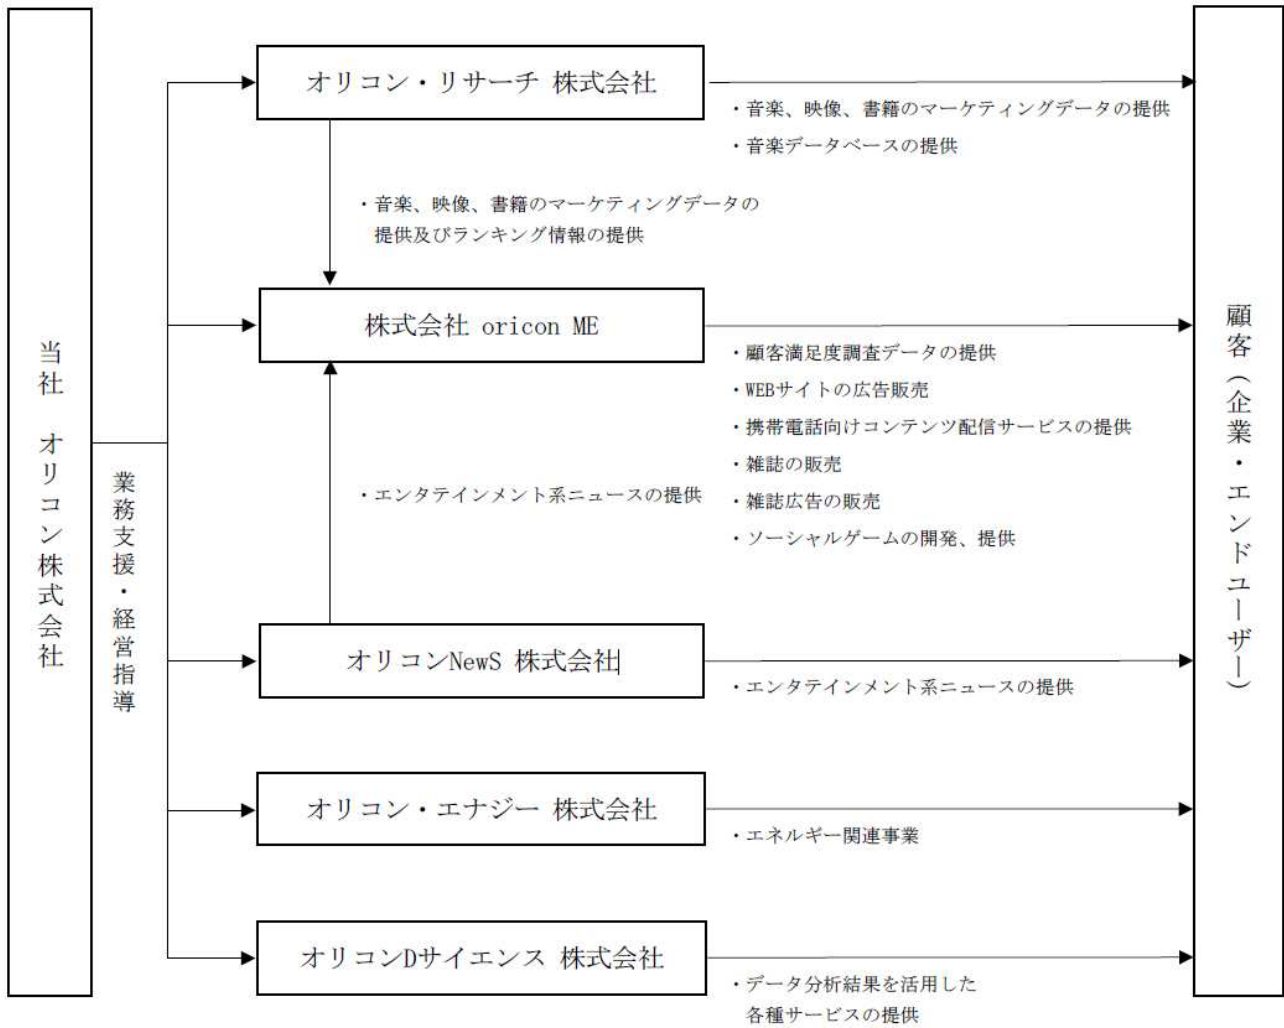 当社 オリコン株式会社
業務支援・経営指導
オリコン・リサーチ 株式会社
・音楽、映像、書籍のマーケティングデータの提供
・音楽データベースの提供
・音楽、映像、書籍のマーケティングデータの
提供及びランキング情報の提供
株式会社 oricon ME
・顧客満足度調査データの提供
・WEBサイトの広告販売
・携帯電話向けコンテンツ配信サービスの提供
・雑誌の販売
・雑誌広告の販売
・ソーシャルゲームの開発、提供
・エンタテインメント系ニュースの提供
オリコンNewS 株式会社
・エンタテインメント系ニュースの提供
オリコン・エナジー 株式会社
・エネルギー関連事業
オリコンDサイエンス 株式会社
・データ分析結果を活用した
各種サービスの提供
顧客(企業・エンドユーザー)